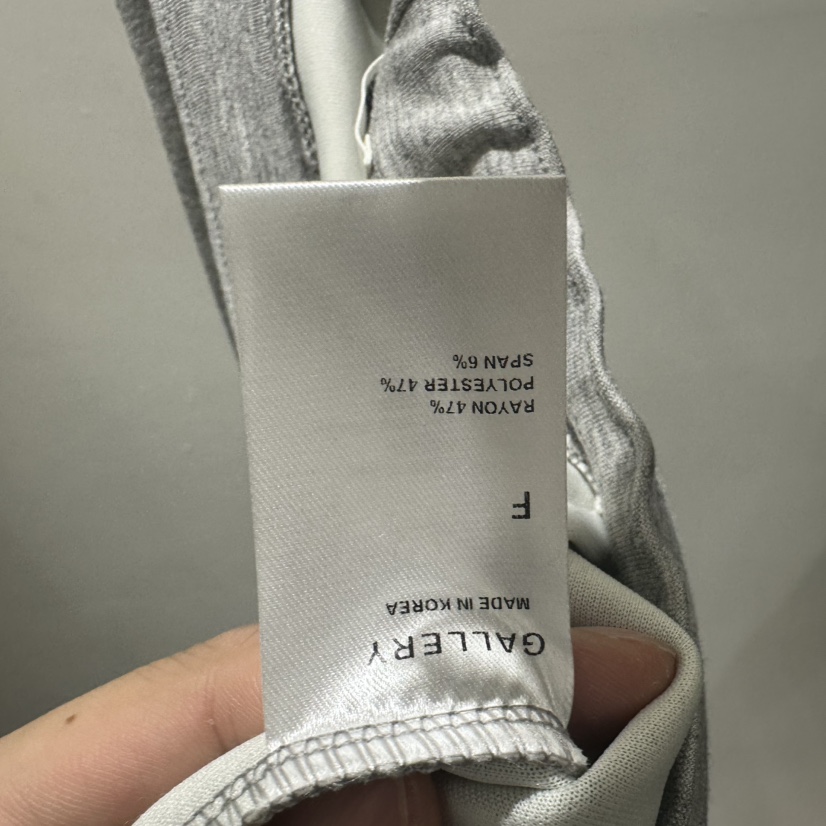 GALLERY
MADE IN KOREA
F
RAYON 47%
POLYESTER 47%
SPAN 6%